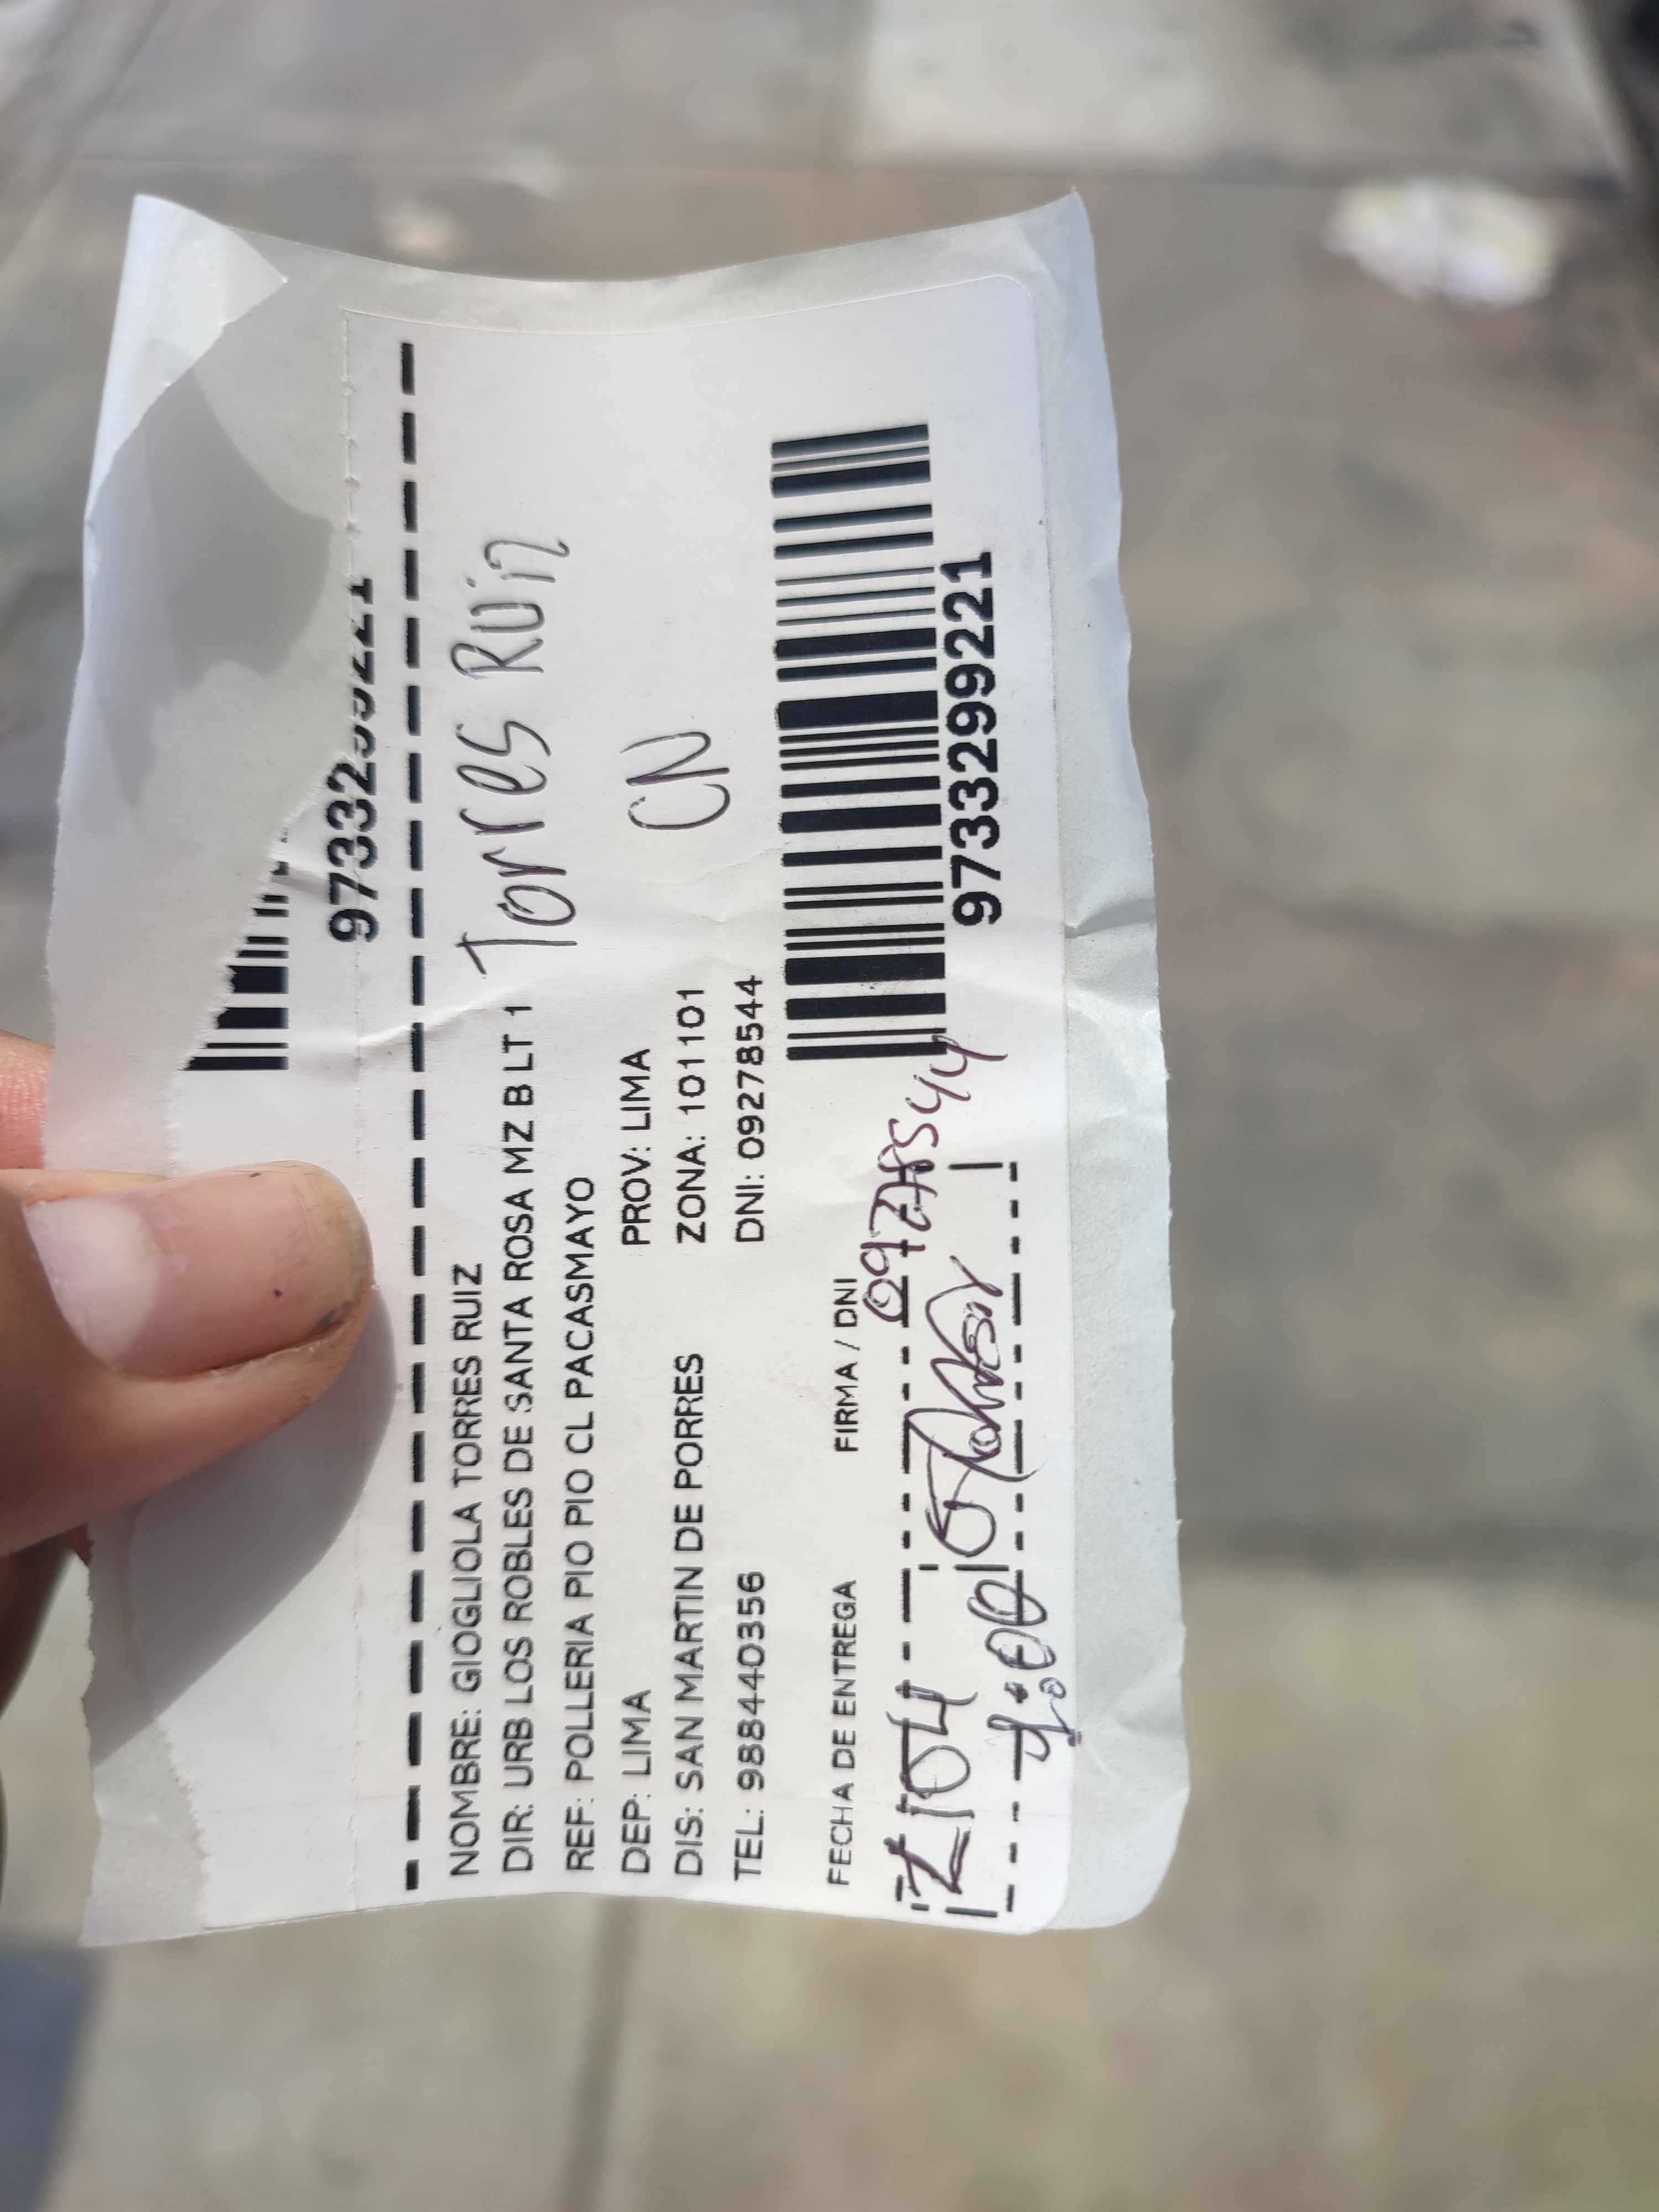 97332
NOMBRE: GIOGLIOLA TORRES RUIZ
DIR: URB LOS ROBLES DE SANTA ROSA MZ B LT 1
Torres Ruiz
REF: POLLERIA PIO PIO CL PACASMAYO
DEP: LIMA PROV: LIMA
CN
DIS: SAN MARTIN DE PORRES ZONA: 101101
TEL: 988440356 DNI: 09278544
FECHA DE ENTREGA FIRMA / DNI
09278544
9733299221